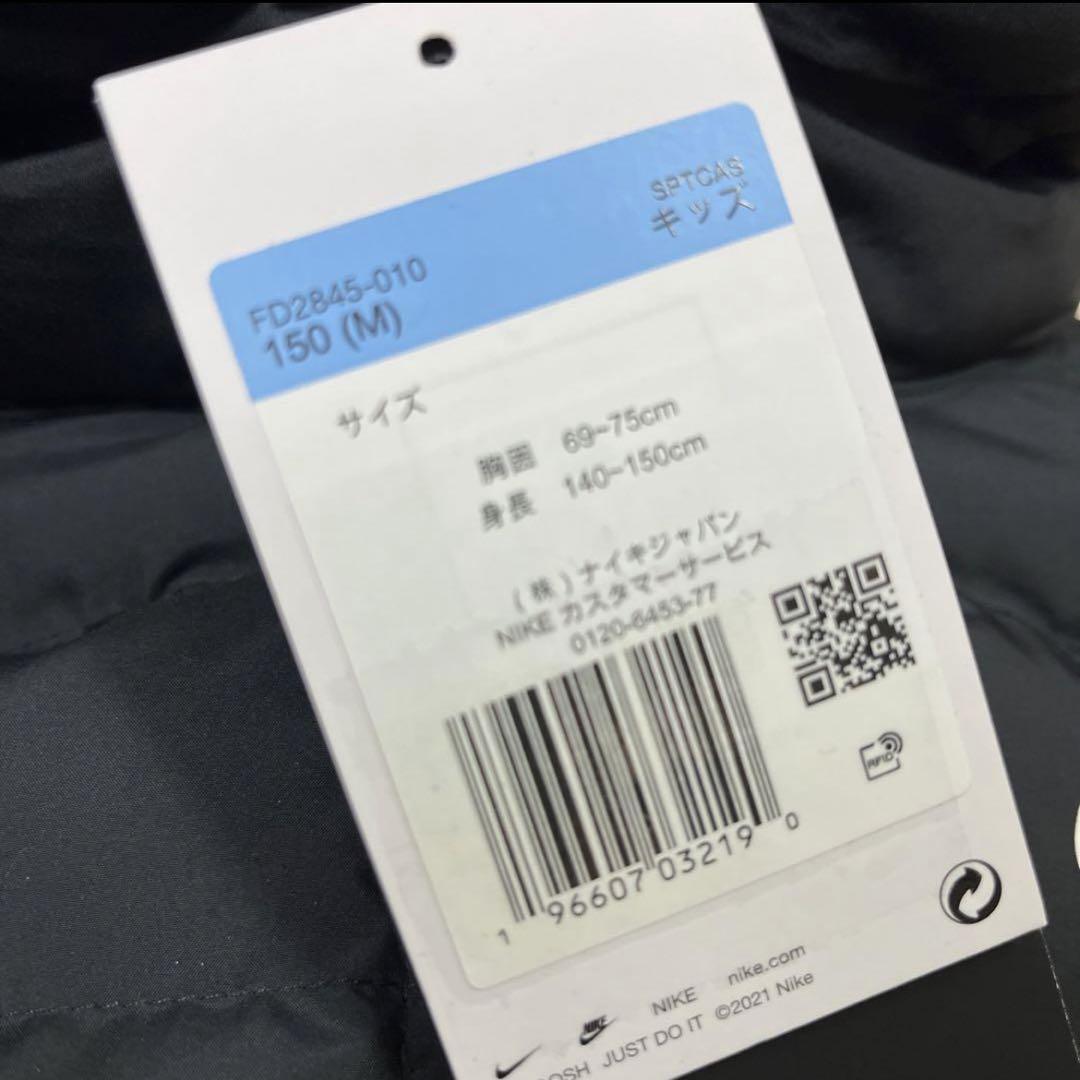 SPTCAS
キッズ
FD2845-010
150 (M)
サイズ
胸囲 69~75cm
身長 140~150cm
(株)ナイキジャパン
NIKE カスタマーサービス
0120-6453-77
RFID
1 96607 03219 0
NIKE nike.com
NIKE
JUST DO IT ©2021 Nike